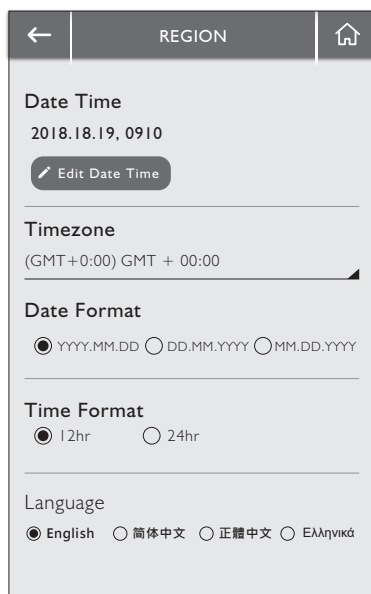 REGION
Date Time
2018.18.19, 0910
Edit Date Time
Timezone
(GMT+0:00) GMT + 00:00
Date Format
YYYY.MM.DD DD.MM.YYYY MM.DD.YYYY
Time Format
12hr 24hr
Language
English 简体中文 正體中文 Ελληνικά